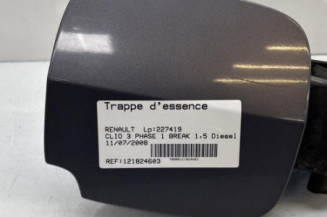 Trappe d'essence
RENAULT Lp:227419
CLIO 3 PHASE 1 BREAK 1.5 Diesel
11/07/2008
REF:121824603